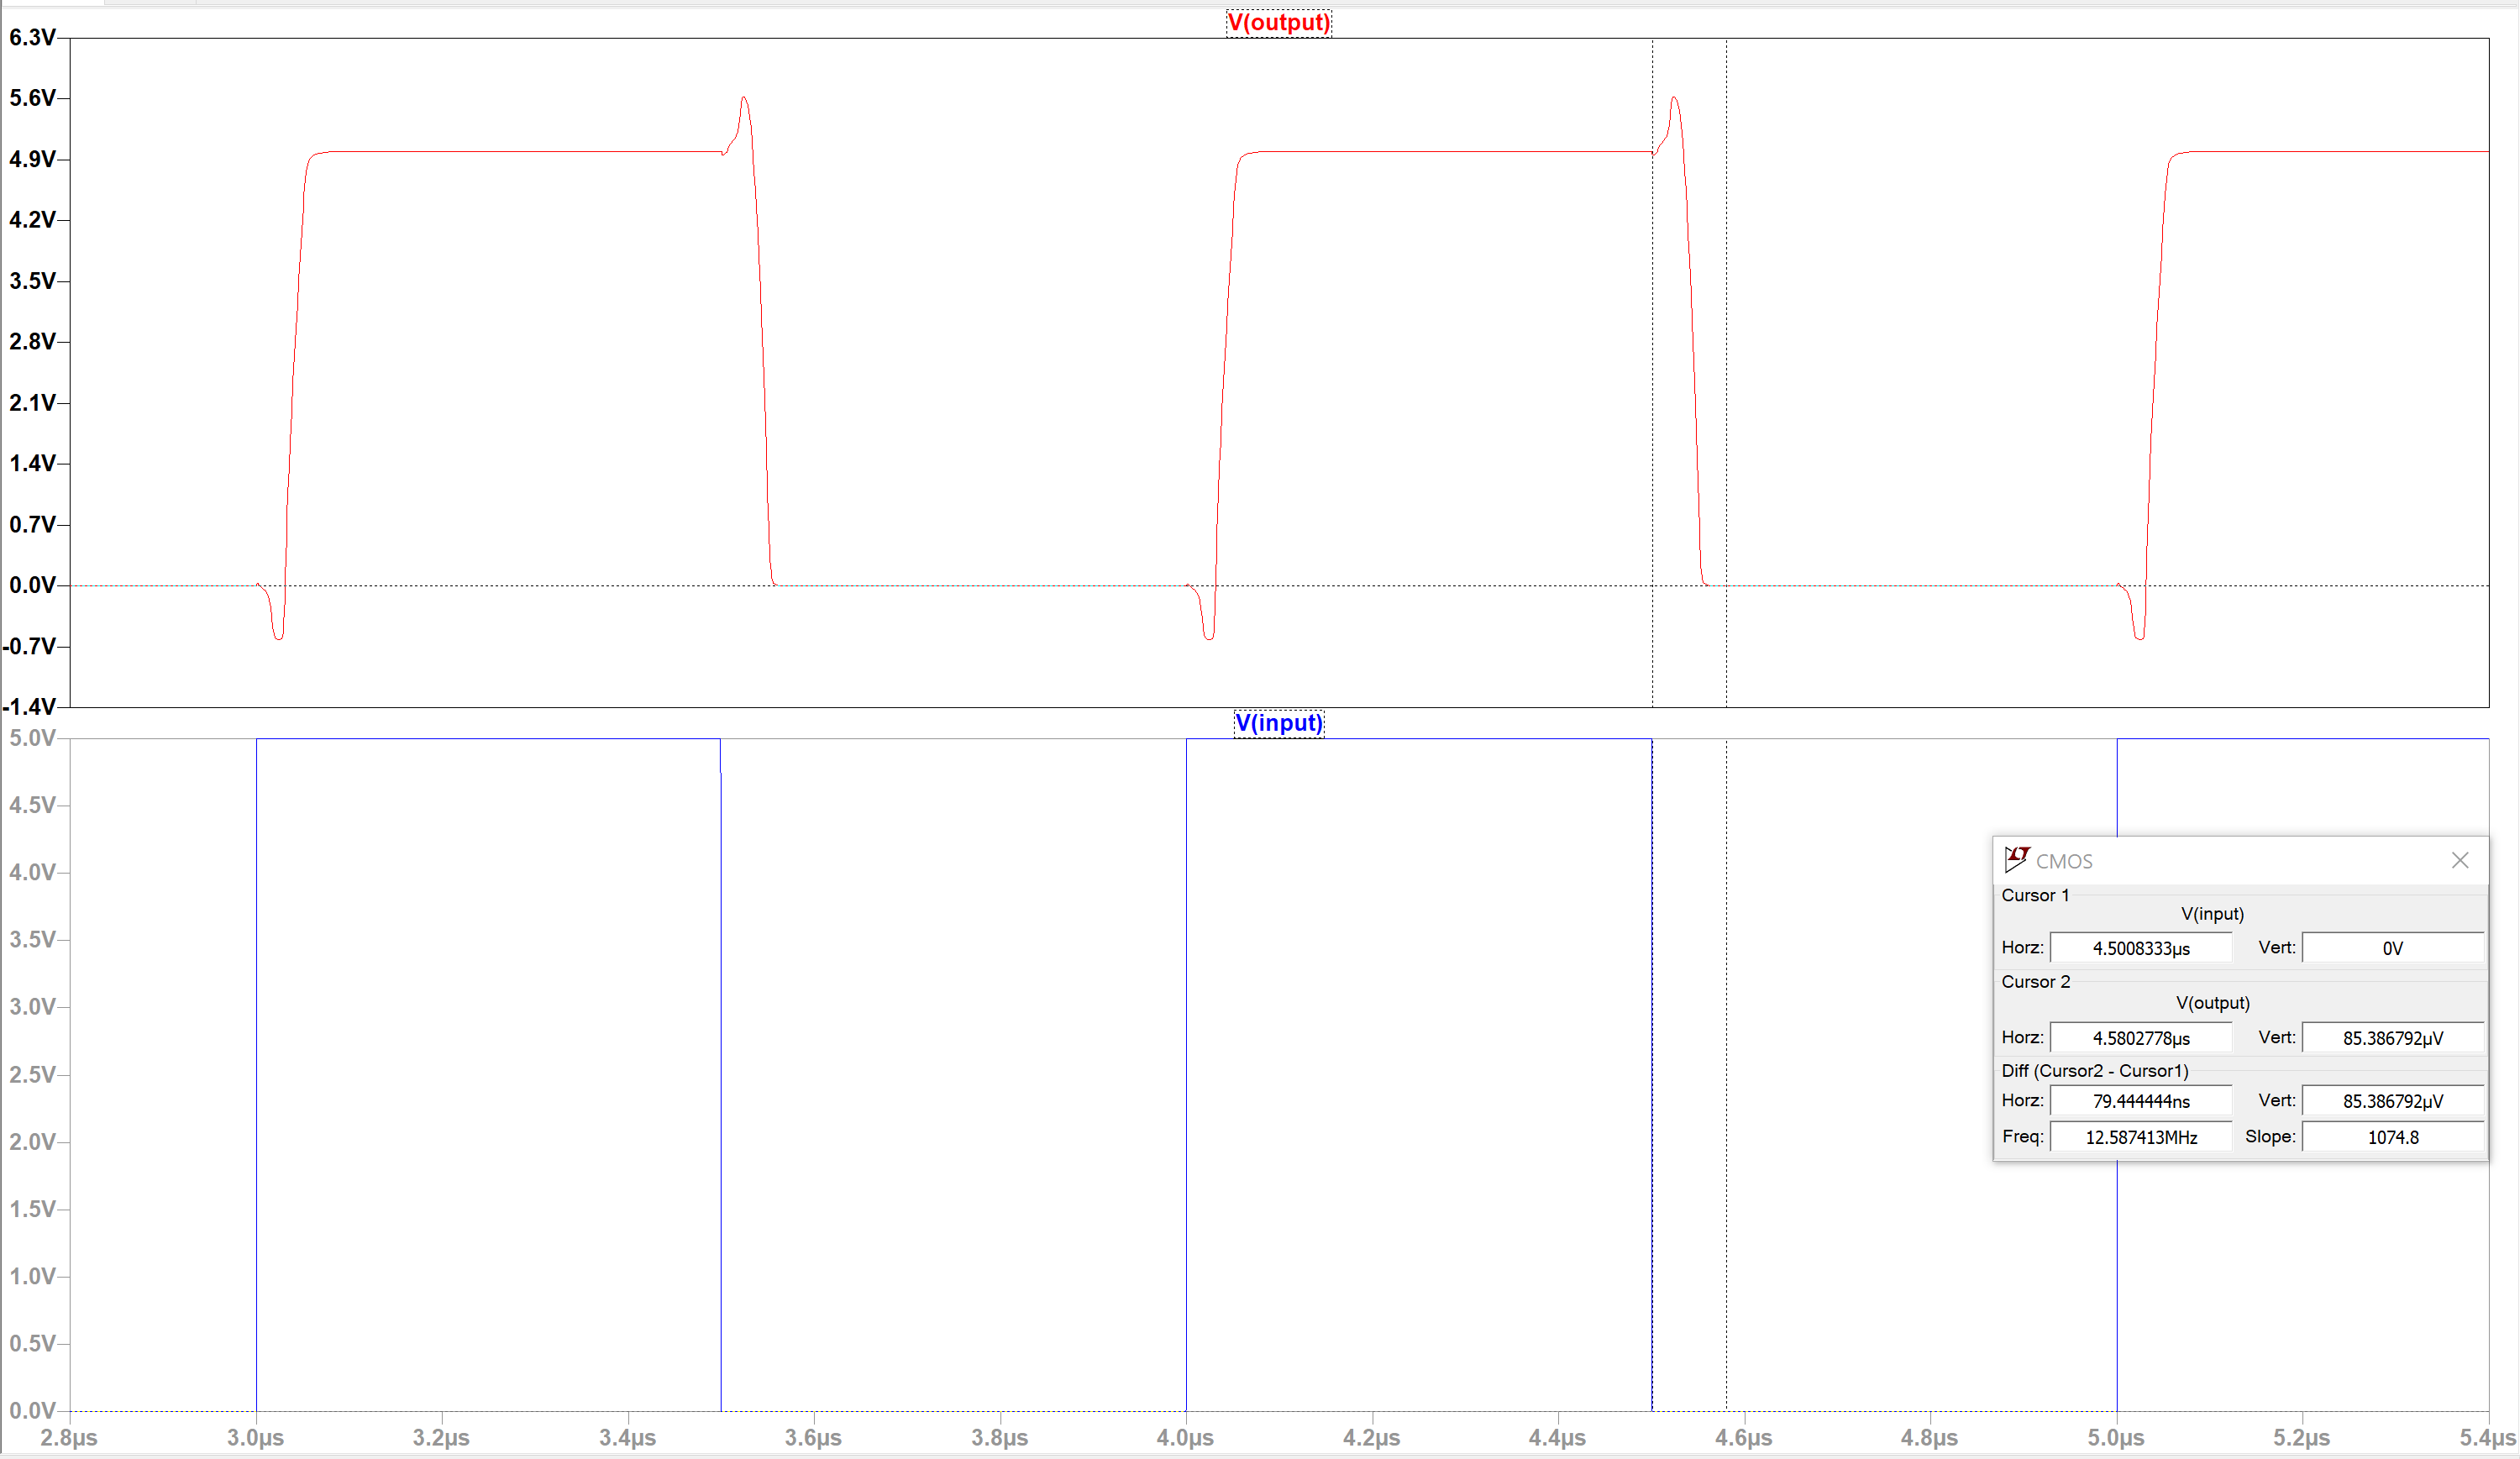 V(output)
6.3V
5.6V
4.9V
4.2V
3.5V
2.8V
2.1V
1.4V
0.7V
0.0V
-0.7V
-1.4V
V(input)
5.0V
4.5V
4.0V
3.5V
3.0V
2.5V
2.0V
1.5V
1.0V
0.5V
0.0V
2.8µs 3.0µs 3.2µs 3.4µs 3.6µs 3.8µs 4.0µs 4.2µs 4.4µs 4.6µs 4.8µs 5.0µs 5.2µs 5.4µs
CMOS
Cursor 1
V(input)
Horz: 4.5008333µs Vert: 0V
Cursor 2
V(output)
Horz: 4.5802778µs Vert: 85.386792µV
Diff (Cursor2 - Cursor1)
Horz: 79.444444ns Vert: 85.386792µV
Freq: 12.587413MHz Slope: 1074.8